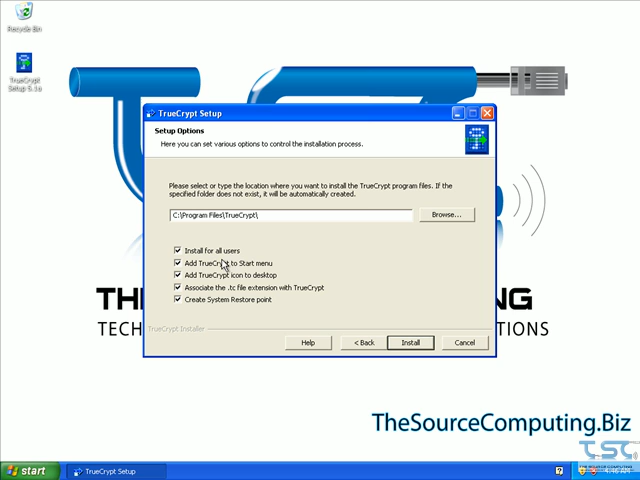 Recycle Bin
TrueCrypt
Setup 5.1a
TrueCrypt Setup
Setup Options
Here you can set various options to control the installation process.
Please select or type the location where you want to install the TrueCrypt program files. If the
specified folder does not exist, it will be automatically created.
C:\Program Files\TrueCrypt\
Browse...
Install for all users
Add TrueCrypt to Start menu
Add TrueCrypt icon to desktop
Associate the .tc file extension with TrueCrypt
Create System Restore point
TrueCrypt Installer
Help
< Back
Install
Cancel
TheSourceComputing.Biz
start
TrueCrypt Setup
TSC